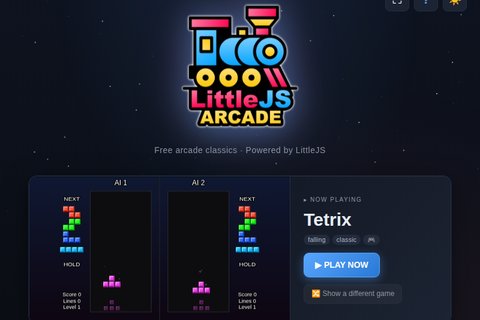 LittleJS
ARCADE
Free arcade classics · Powered by LittleJS
AI 1
AI 2
NEXT
NEXT
HOLD
HOLD
Score 0
Lines 0
Level 1
Score 0
Lines 0
Level 1
▸ NOW PLAYING
Tetrix
falling
classic
▶ PLAY NOW
Show a different game